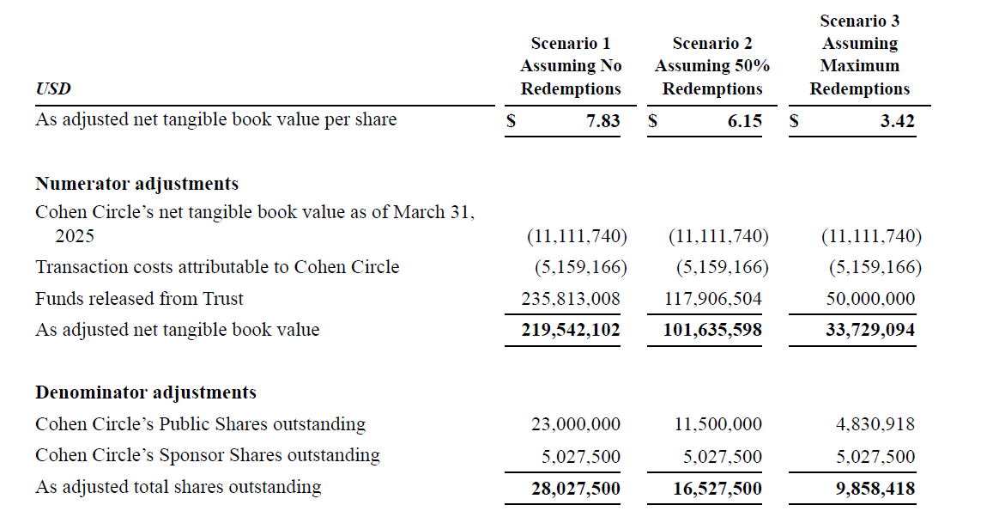 Scenario 1 Assuming No Redemptions
Scenario 2 Assuming 50% Redemptions
Scenario 3 Assuming Maximum Redemptions
USD
As adjusted net tangible book value per share $ 7.83 $ 6.15 $ 3.42
Numerator adjustments
Cohen Circle’s net tangible book value as of March 31,
2025 (11,111,740) (11,111,740) (11,111,740)
Transaction costs attributable to Cohen Circle (5,159,166) (5,159,166) (5,159,166)
Funds released from Trust 235,813,008 117,906,504 50,000,000
As adjusted net tangible book value 219,542,102 101,635,598 33,729,094
Denominator adjustments
Cohen Circle’s Public Shares outstanding 23,000,000 11,500,000 4,830,918
Cohen Circle’s Sponsor Shares outstanding 5,027,500 5,027,500 5,027,500
As adjusted total shares outstanding 28,027,500 16,527,500 9,858,418